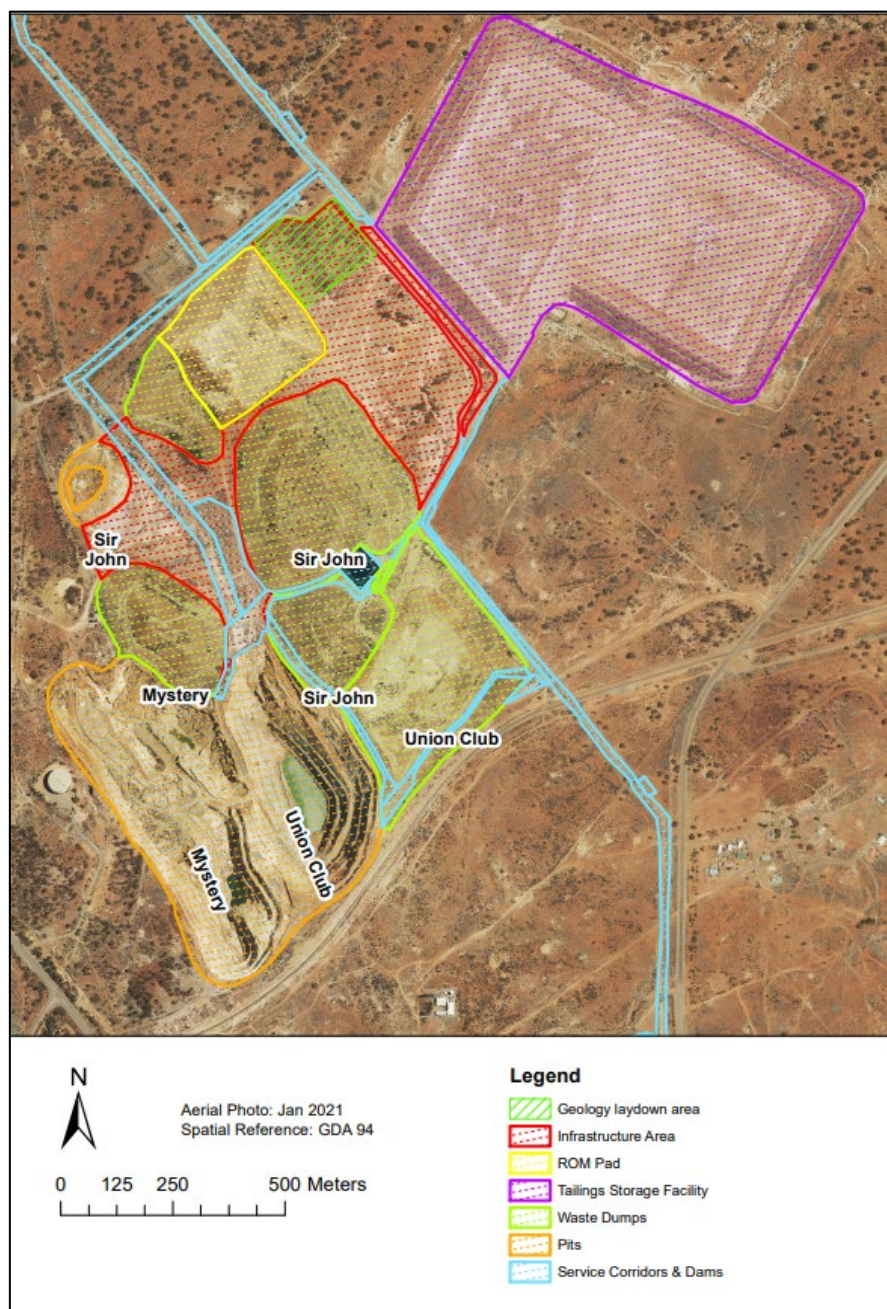 Sir
John
Sir John
Mystery
Sir John
Union Club
Union Club
Mystery
N
Aerial Photo: Jan 2021
Spatial Reference: GDA 94
0 125 250 500 Meters
Legend
Geology laydown area
Infrastructure Area
ROM Pad
Tailings Storage Facility
Waste Dumps
Pits
Service Corridors & Dams